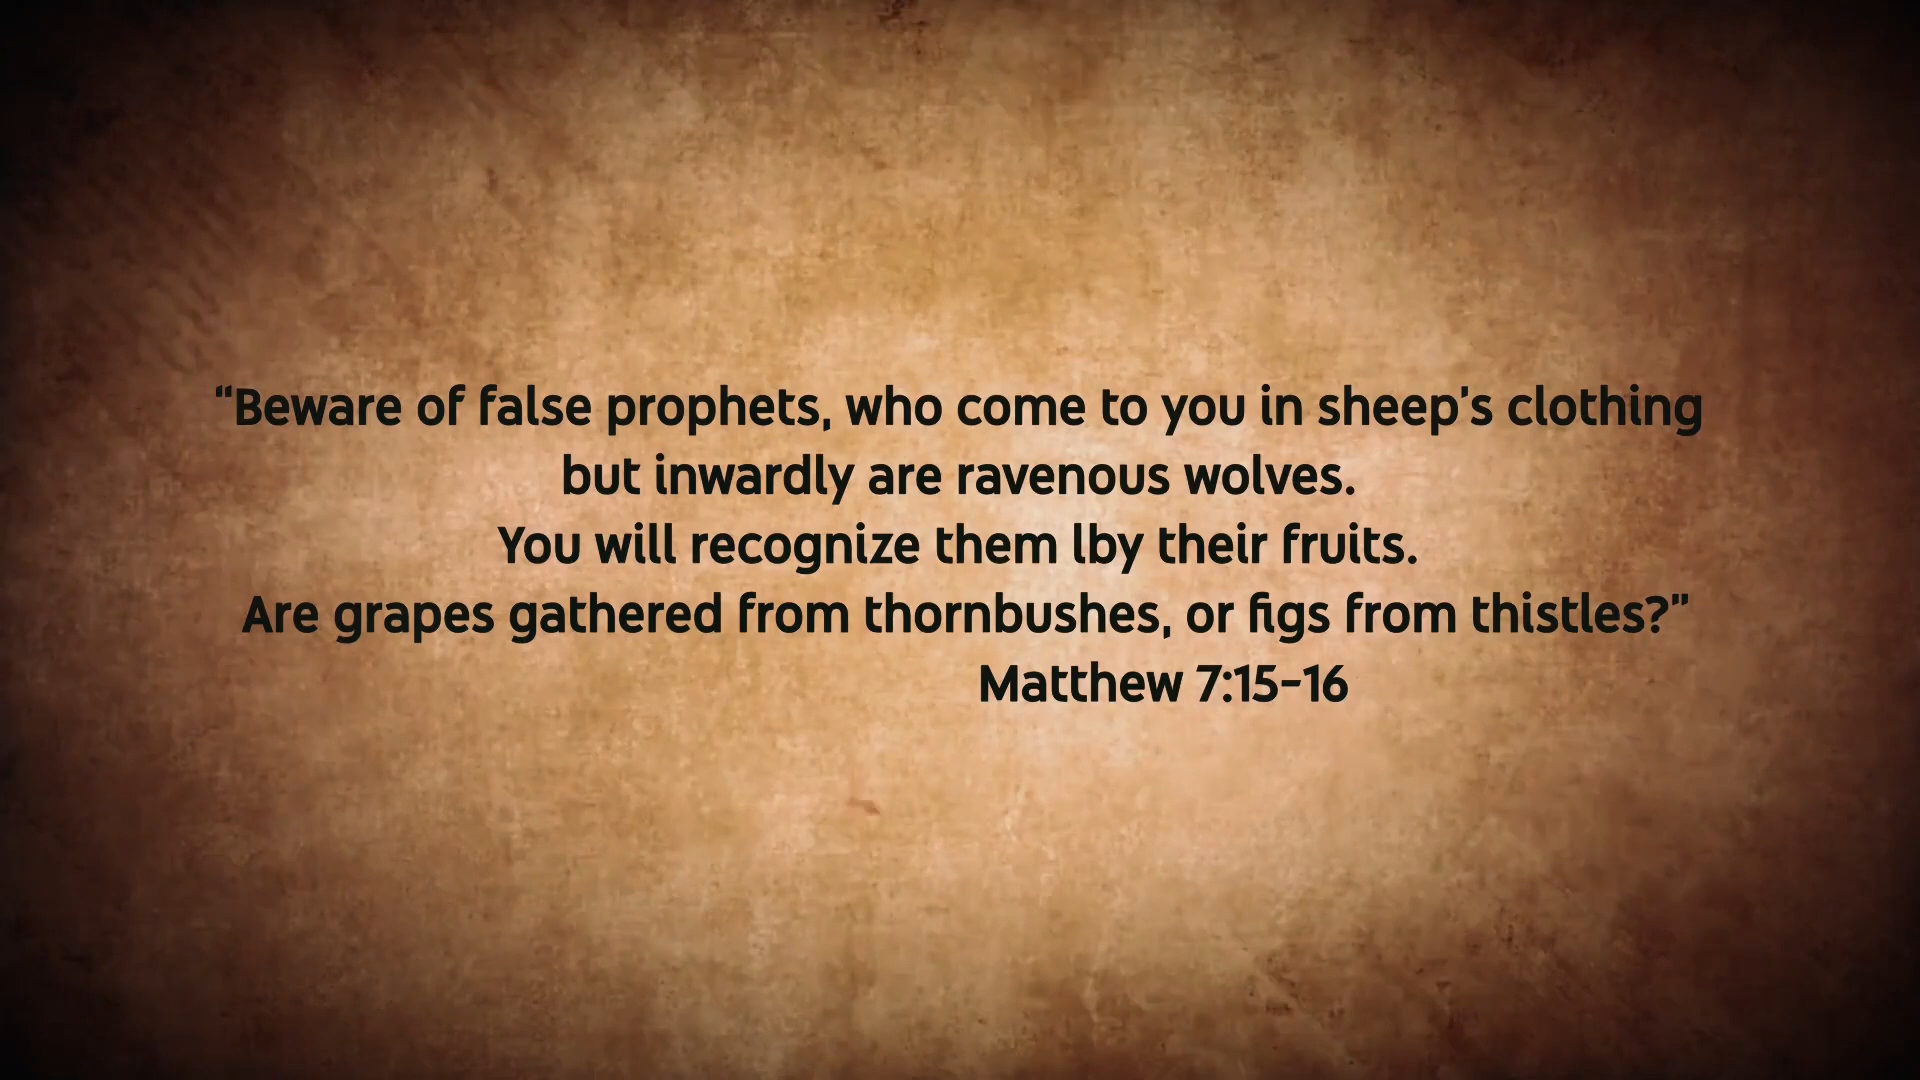 “Beware of false prophets, who come to you in sheep's clothing
but inwardly are ravenous wolves.
You will recognize them lby their fruits.
Are grapes gathered from thornbushes, or figs from thistles?”
Matthew 7:15-16